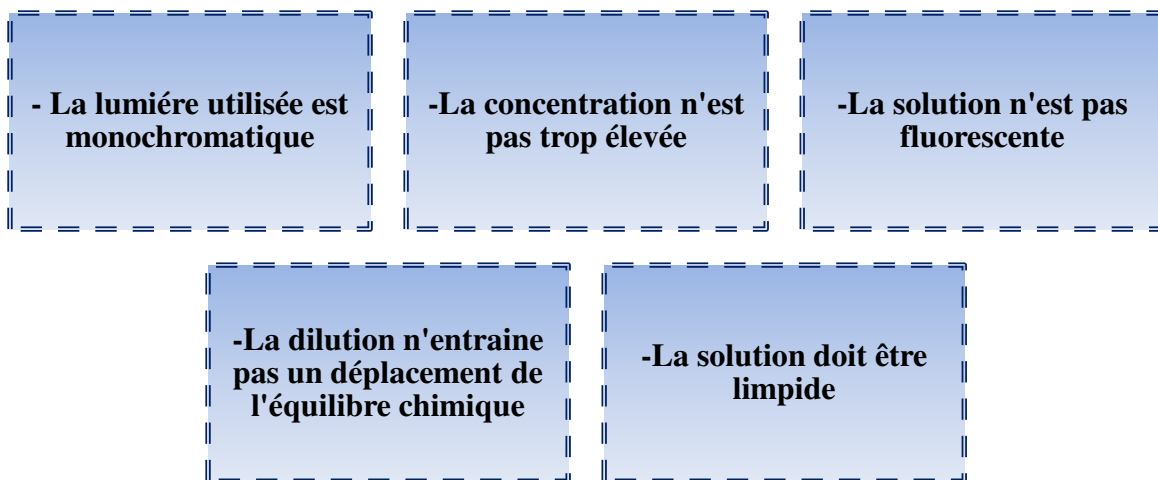 - La lumiére utilisée est
monochromatique
-La concentration n'est
pas trop élevée
-La solution n'est pas
fluorescente
-La dilution n'entraine
pas un déplacement de
l'équilibre chimique
-La solution doit être
limpide